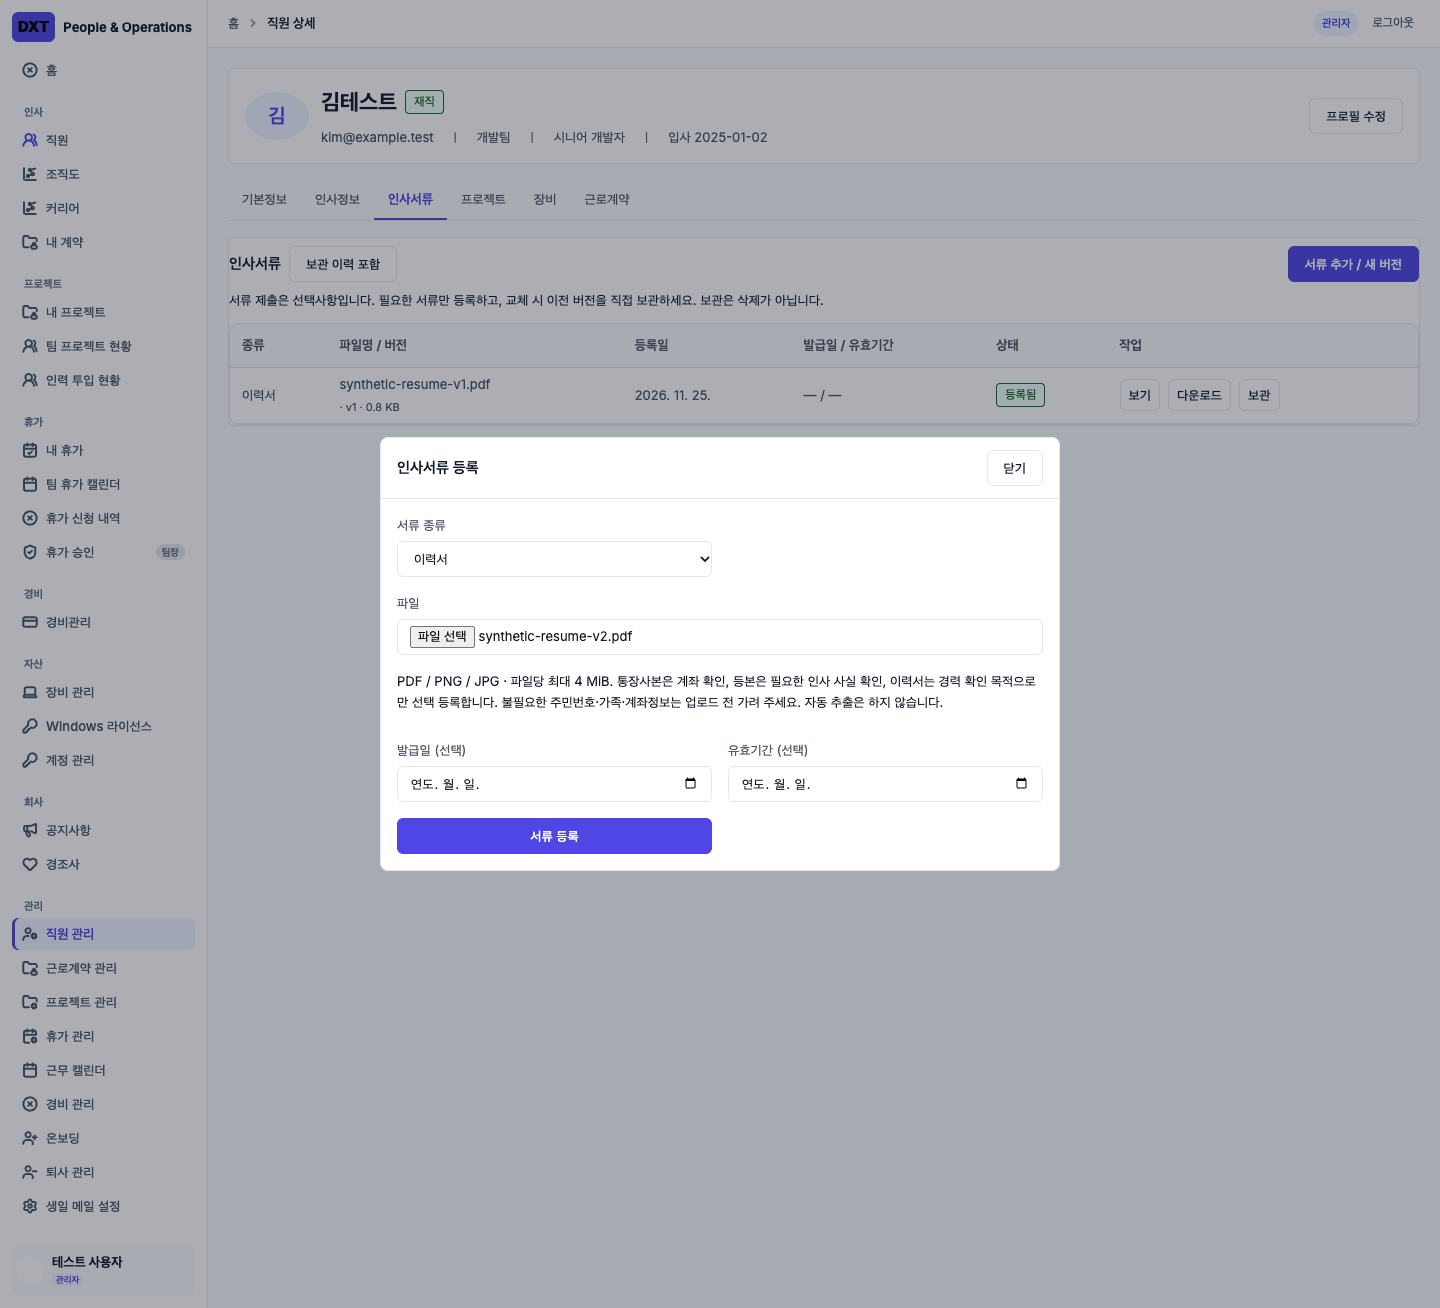 DXT People & Operations
홈
인사
직원
조직도
커리어
내 계약
프로젝트
내 프로젝트
팀 프로젝트 현황
인력 투입 현황
휴가
내 휴가
팀 휴가 캘린더
휴가 신청 내역
휴가 승인 팀장
경비
경비관리
자산
장비 관리
Windows 라이선스
계정 관리
회사
공지사항
경조사
관리
직원 관리
근로계약 관리
프로젝트 관리
휴가 관리
근무 캘린더
경비 관리
온보딩
퇴사 관리
생일 메일 설정
테스트 사용자
관리자
홈 > 직원 상세
관리자 로그아웃
김
김테스트 재직
kim@example.test | 개발팀 | 시니어 개발자 | 입사 2025-01-02
프로필 수정
기본정보 인사정보 인사서류 프로젝트 장비 근로계약
인사서류 보관 이력 포함 서류 추가 / 새 버전
서류 제출은 선택사항입니다. 필요한 서류만 등록하고, 교체 시 이전 버전을 직접 보관하세요. 보관은 삭제가 아닙니다.
종류 파일명 / 버전 등록일 발급일 / 유효기간 상태 작업
이력서 synthetic-resume-v1.pdf 2026. 11. 25. — / — 등록됨 보기 다운로드 보관
· v1 · 0.8 KB
인사서류 등록 닫기
서류 종류
이력서
파일
파일 선택 synthetic-resume-v2.pdf
PDF / PNG / JPG · 파일당 최대 4 MiB. 통장사본은 계좌 확인, 등본은 필요한 인사 사실 확인, 이력서는 경력 확인 목적으로
만 선택 등록합니다. 불필요한 주민번호·가족·계좌정보는 업로드 전 가려 주세요. 자동 추출은 하지 않습니다.
발급일 (선택) 유효기간 (선택)
연도. 월. 일. 연도. 월. 일.
서류 등록